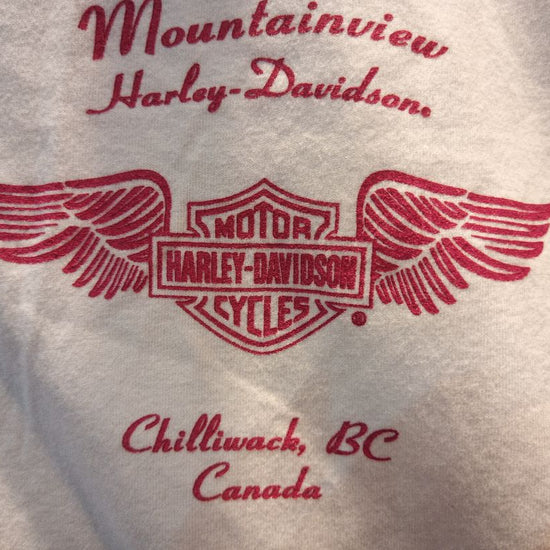 Mountainview
Harley-Davidson®
MOTOR
HARLEY-DAVIDSON
CYCLES ®
Chilliwack, BC
Canada